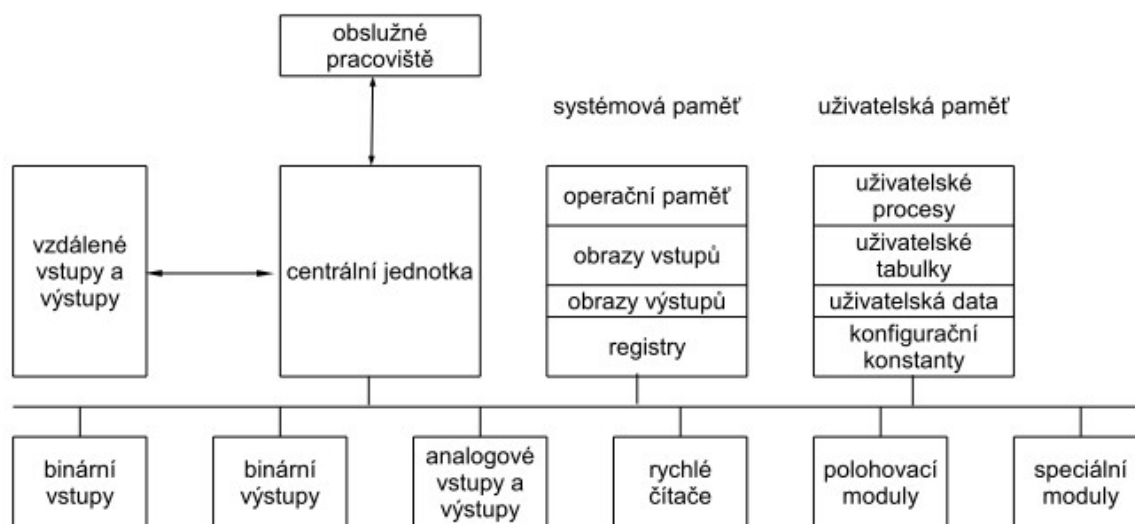 obslužné
pracoviště
systémová paměť
uživatelská paměť
vzdálené
vstupy a
výstupy
centrální jednotka
operační paměť
obrazy vstupů
obrazy výstupů
registry
uživatelské
procesy
uživatelské
tabulky
uživatelská data
konfigurační
konstanty
binární
vstupy
binární
výstupy
analogové
vstupy a
výstupy
rychlé
čítače
polohovací
moduly
speciální
moduly